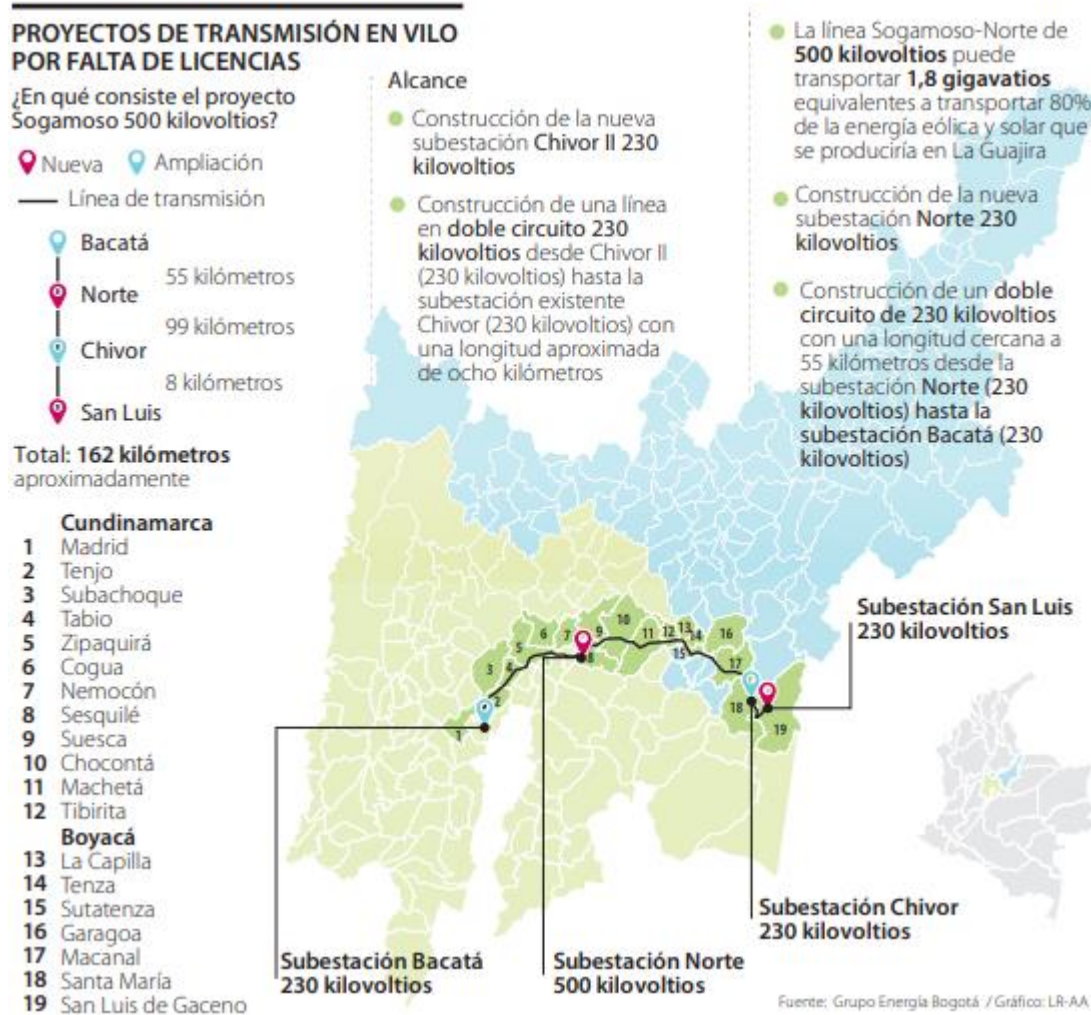 PROYECTOS DE TRANSMISIÓN EN VILO
POR FALTA DE LICENCIAS
¿En qué consiste el proyecto
Sogamoso 500 kilovoltios?
Nueva
Ampliación
Línea de transmisión
Bacatá
55 kilómetros
Norte
99 kilómetros
Chivor
8 kilómetros
San Luis
Total: 162 kilómetros
aproximadamente
Alcance
Construcción de la nueva
subestación Chivor II 230
kilovoltios
Construcción de una línea
en doble circuito 230
kilovoltios desde Chivor II
(230 kilovoltios) hasta la
subestación existente
Chivor (230 kilovoltios) con
una longitud aproximada
de ocho kilómetros
La línea Sogamoso-Norte de
500 kilovoltios puede
transportar 1,8 gigavatios
equivalentes a transportar 80%
de la energía eólica y solar que
se produciría en La Guajira
Construcción de la nueva
subestación Norte 230
kilovoltios
Construcción de un doble
circuito de 230 kilovoltios
con una longitud cercana a
55 kilómetros desde la
subestación Norte (230
kilovoltios) hasta la
subestación Bacatá (230
kilovoltios)
Cundinamarca
1 Madrid
2 Tenjo
3 Subachoque
4 Tabio
5 Zipaquirá
6 Cogua
7 Nemocón
8 Sesquilé
9 Suesca
10 Chocontá
11 Machetá
12 Tibirita
Boyacá
13 La Capilla
14 Tenza
15 Sutatenza
16 Garagoa
17 Macanal
18 Santa María
19 San Luis de Gaceno
1
2
3
4
5
6
7
8
9
10
11
12
13
14
15
16
17
18
19
Subestación San Luis
230 kilovoltios
Subestación Chivor
230 kilovoltios
Subestación Bacatá
230 kilovoltios
Subestación Norte
500 kilovoltios
Fuente: Grupo Energía Bogotá / Gráfico: LR-AA